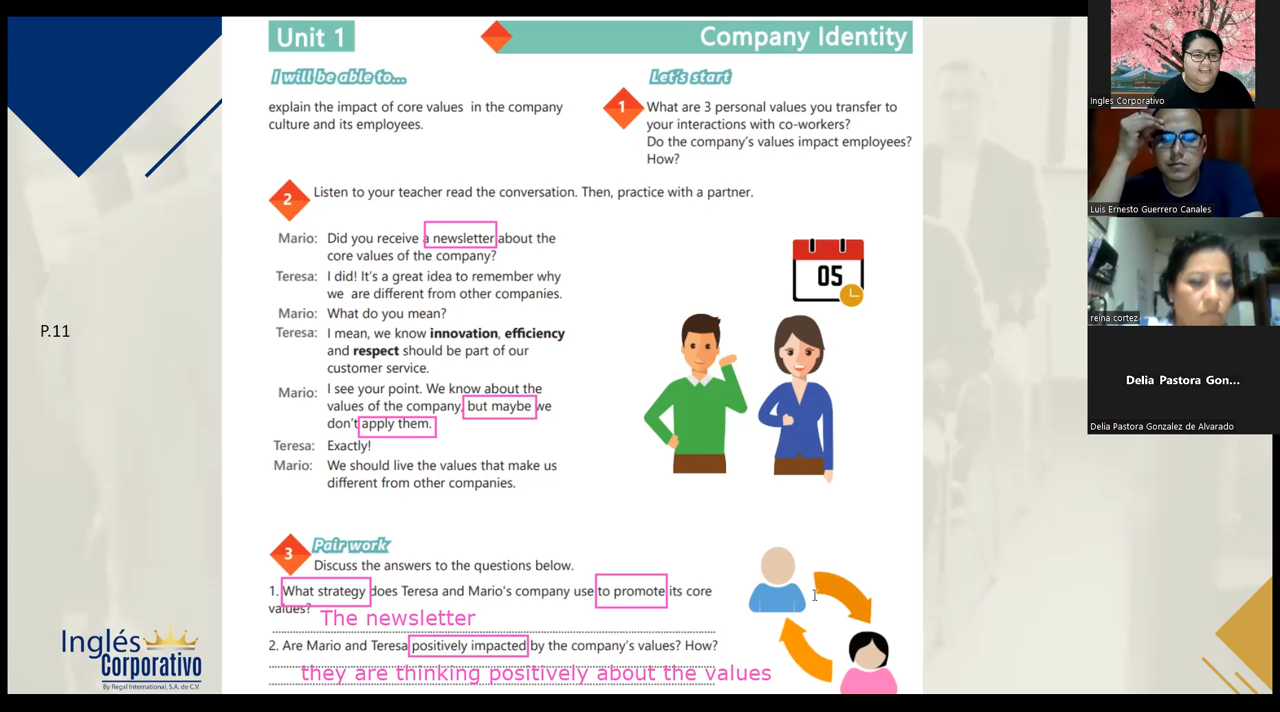 Unit 1
Company Identity
I will be able to...
explain the impact of core values in the company
culture and its employees.
Let's start
1
What are 3 personal values you transfer to
your interactions with co-workers?
Do the company's values impact employees?
How?
2
Listen to your teacher read the conversation. Then, practice with a partner.
Mario: Did you receive a newsletter about the
core values of the company?
Teresa: I did! It's a great idea to remember why
we are different from other companies.
Mario: What do you mean?
Teresa: I mean, we know innovation, efficiency
and respect should be part of our
customer service.
Mario: I see your point. We know about the
values of the company, but maybe we
don't apply them.
Teresa: Exactly!
Mario: We should live the values that make us
different from other companies.
05
P.11
3
Pair work
Discuss the answers to the questions below.
1. What strategy does Teresa and Mario's company use to promote its core
values?
The newsletter
2. Are Mario and Teresa positively impacted by the company's values? How?
they are thinking positively about the values
Inglés
Corporativo
By Regal International, S.A. de C.V.
Ingles Corporativo
Luis Ernesto Guerrero Canales
reina cortez
Delia Pastora Gon...
Delia Pastora Gonzalez de Alvarado